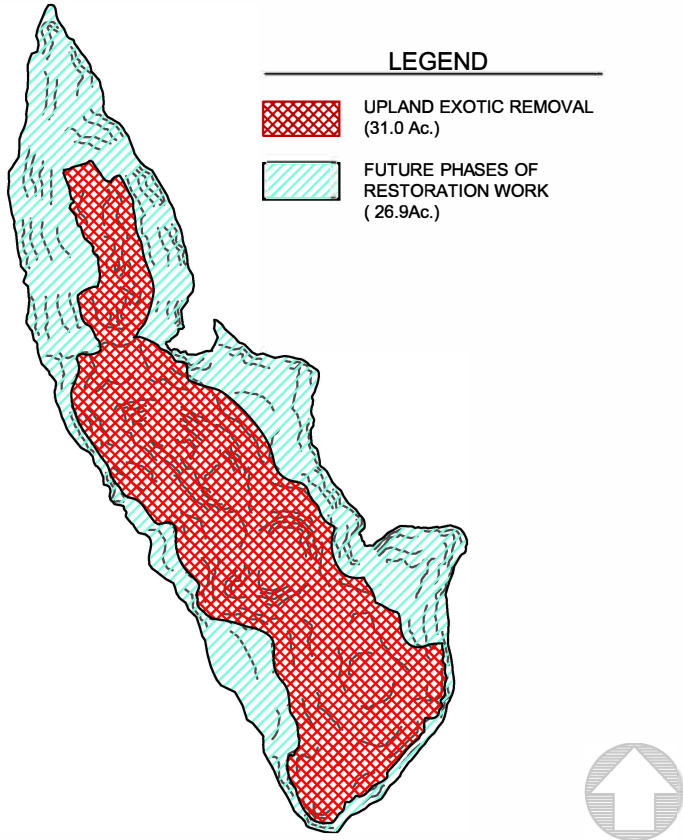 LEGEND
UPLAND EXOTIC REMOVAL
(31.0 Ac.)
FUTURE PHASES OF
RESTORATION WORK
( 26.9Ac.)